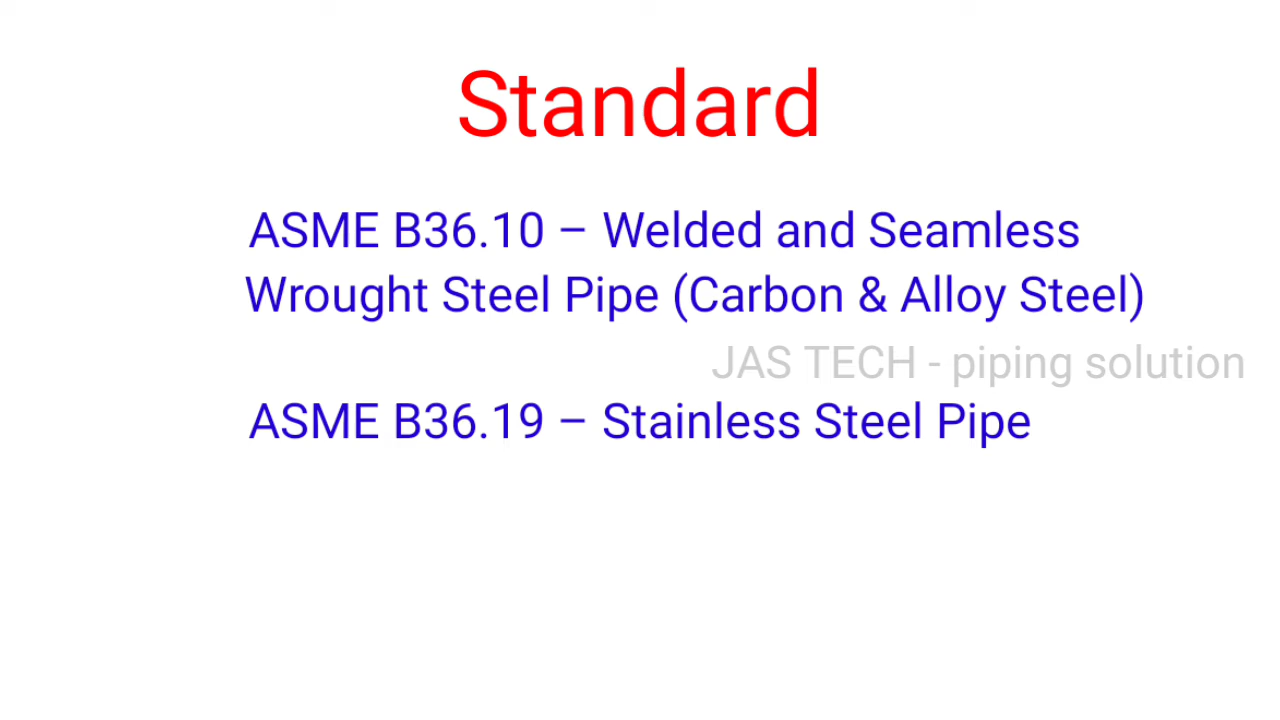 Standard
ASME B36.10 – Welded and Seamless
Wrought Steel Pipe (Carbon & Alloy Steel)
JAS TECH - piping solution
ASME B36.19 – Stainless Steel Pipe